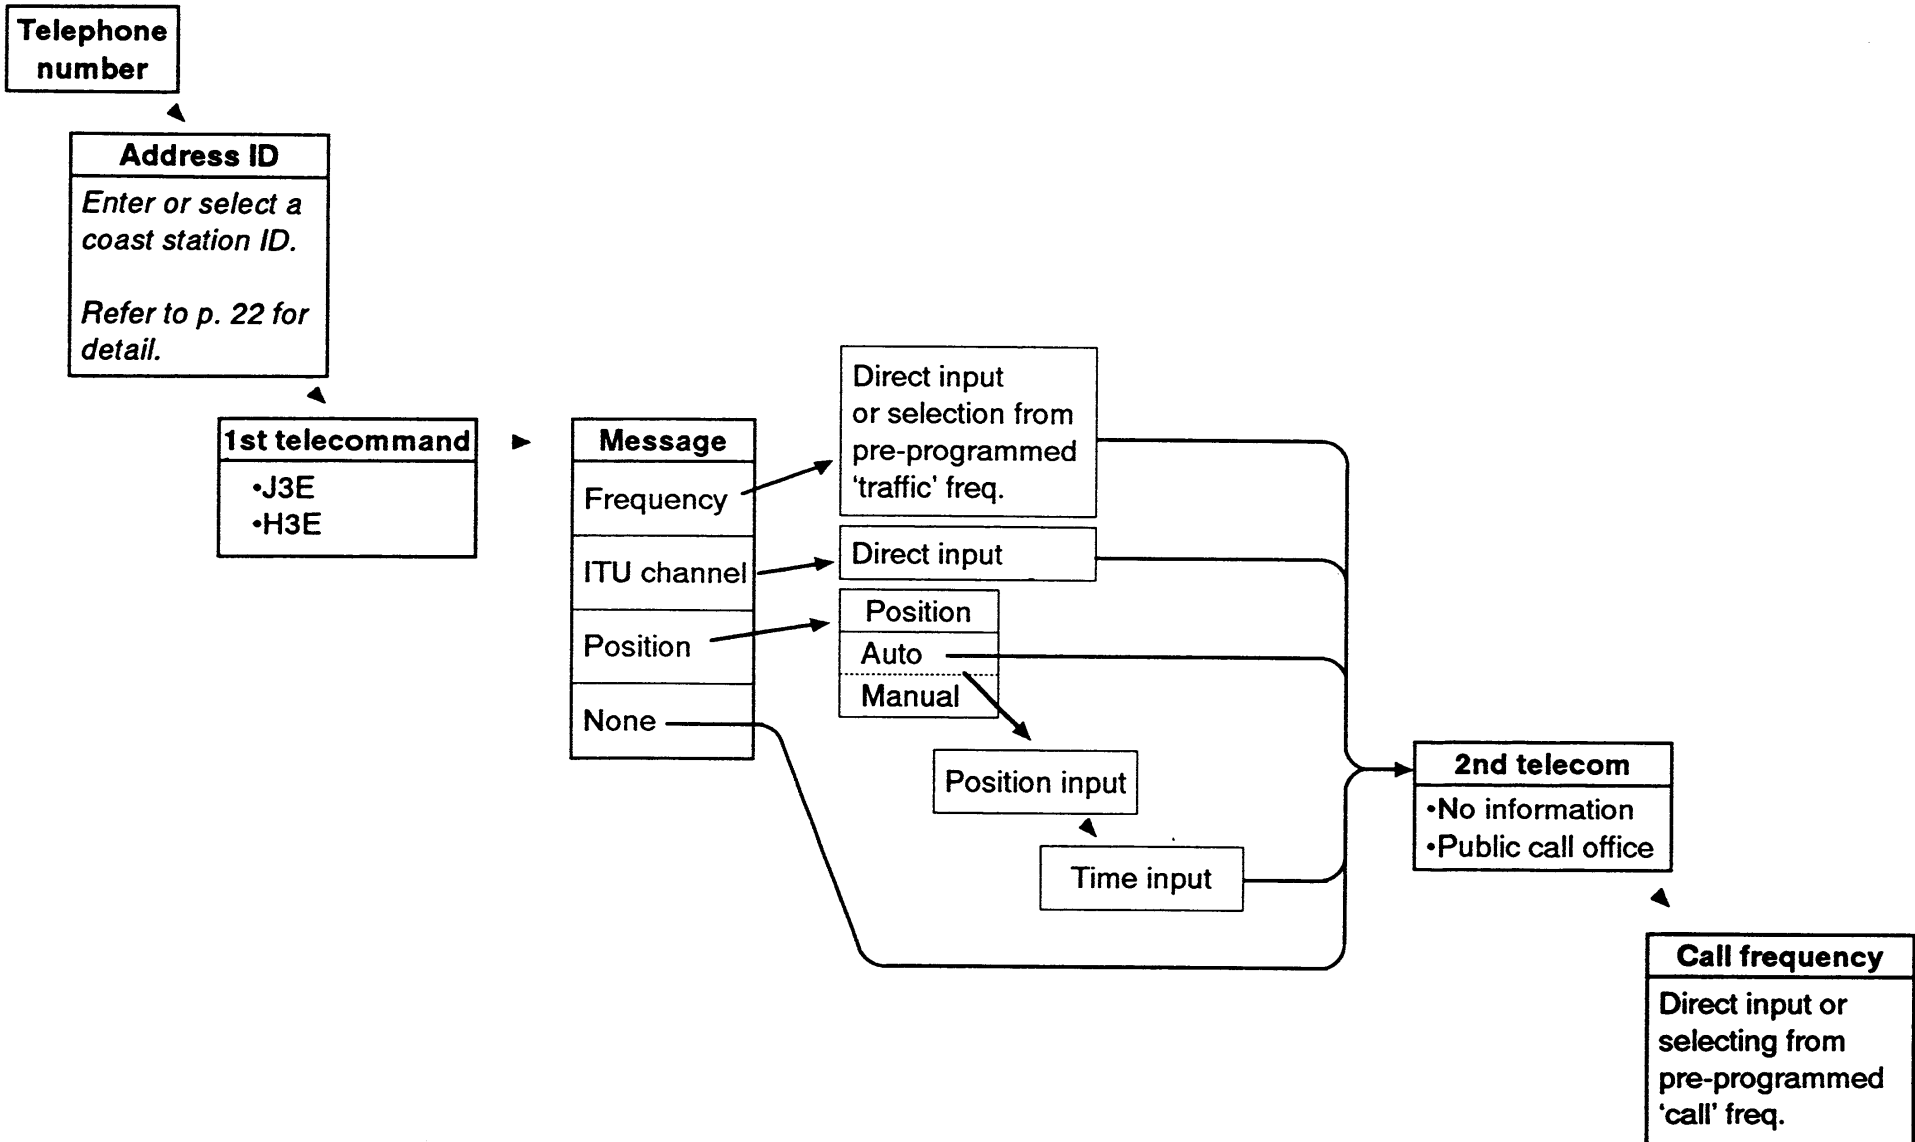 Telephone
number
Address ID
Enter or select a
coast station ID.
Refer to p. 22 for
detail.
1st telecommand
•J3E
•H3E
Message
Frequency
ITU channel
Position
None
Direct input
or selection from
pre-programmed
‘traffic’ freq.
Direct input
Position
Auto
Manual
Position input
Time input
2nd telecom
•No information
•Public call office
Call frequency
Direct input or
selecting from
pre-programmed
‘call’ freq.